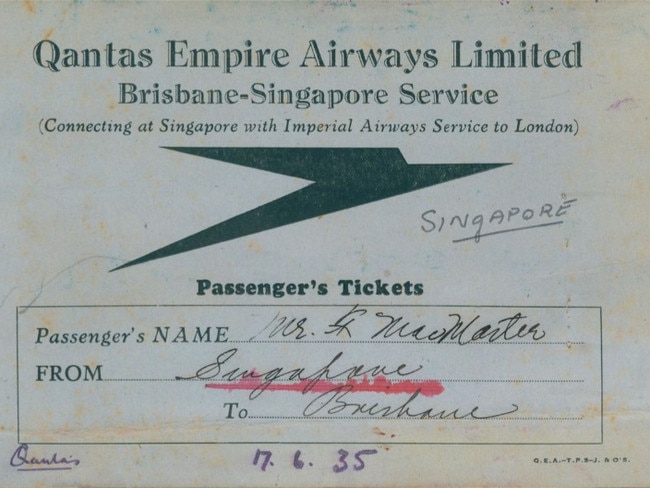 Qantas Empire Airways Limited
Brisbane-Singapore Service
(Connecting at Singapore with Imperial Airways Service to London)
SINGAPORE
Passenger's Tickets
Passenger's NAME Mr. MacMaster
FROM Singapore
To Brisbane
Qantas 17. 6. 35
Q.E.A.-T.P.S-J.